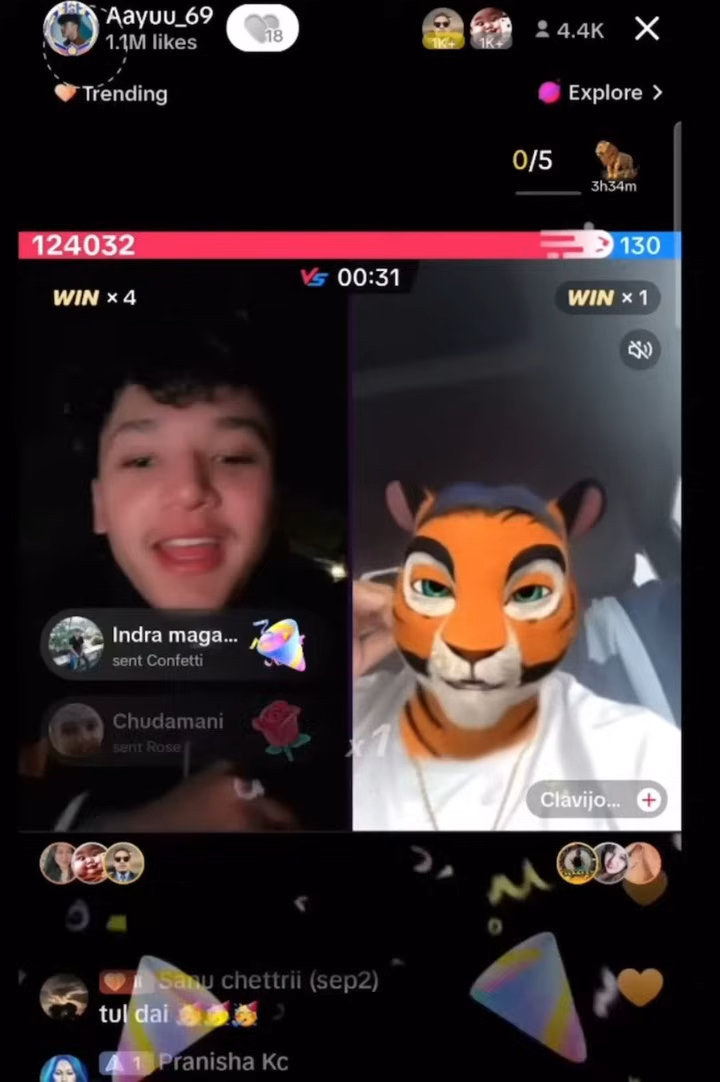 Aayuu_69
1.1M likes
18
1K+
1K+
4.4K
Trending
Explore >
0/5
3h34m
124032
130
VS 00:31
WIN × 4
WIN × 1
Indra maga...
sent Confetti
Chudamani
sent Rose
x1
Clavijo...
II Sanu chettrii (sep2)
tul dai 🥳🥳🥳
1 Pranisha Kc